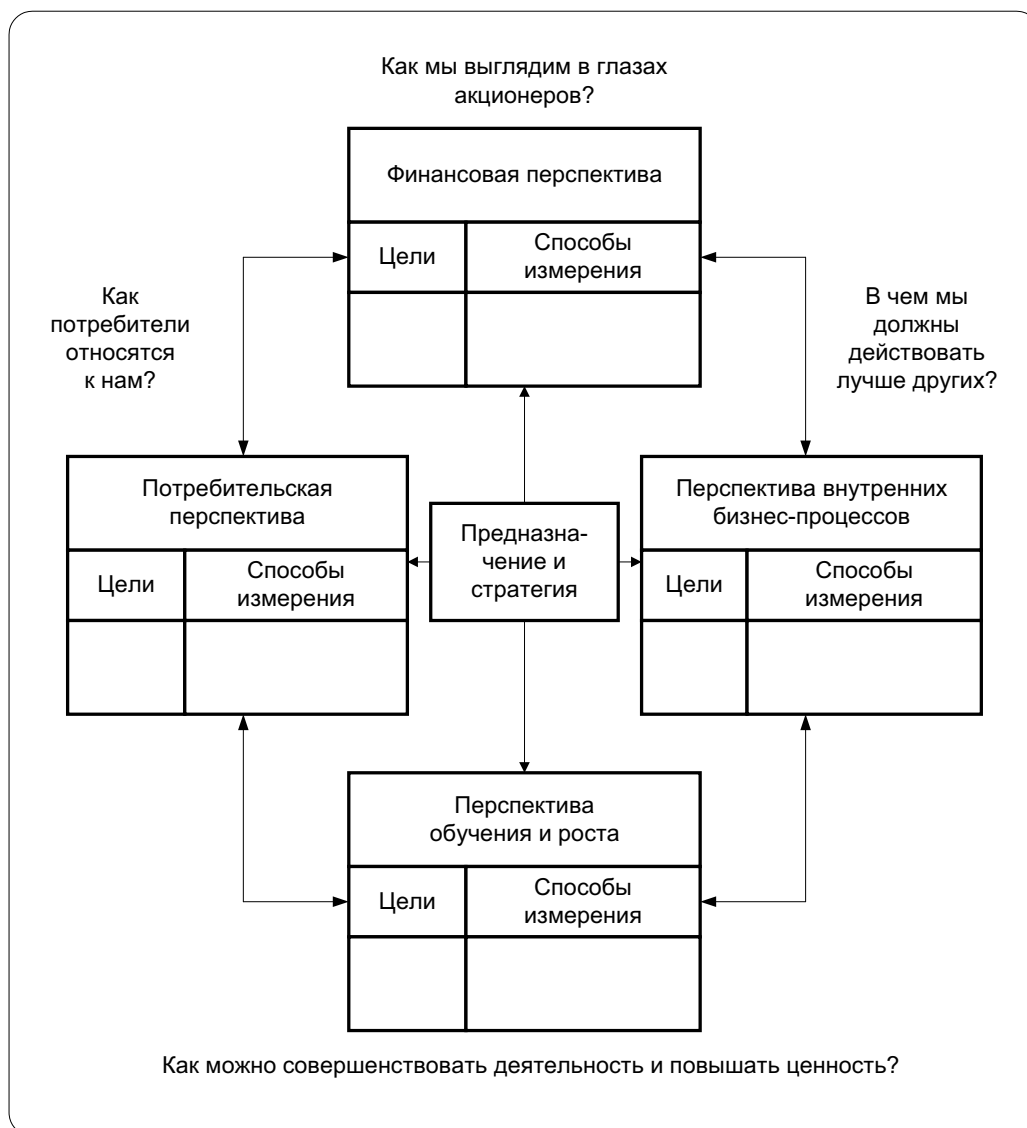 Как мы выглядим в глазах
акционеров?
Финансовая перспектива
Цели
Способы
измерения
Как
потребители
относятся
к нам?
В чем мы
должны
действовать
лучше других?
Потребительская
перспектива
Цели
Способы
измерения
Предназна-
чение и
стратегия
Перспектива внутренних
бизнес-процессов
Цели
Способы
измерения
Перспектива
обучения и роста
Цели
Способы
измерения
Как можно совершенствовать деятельность и повышать ценность?